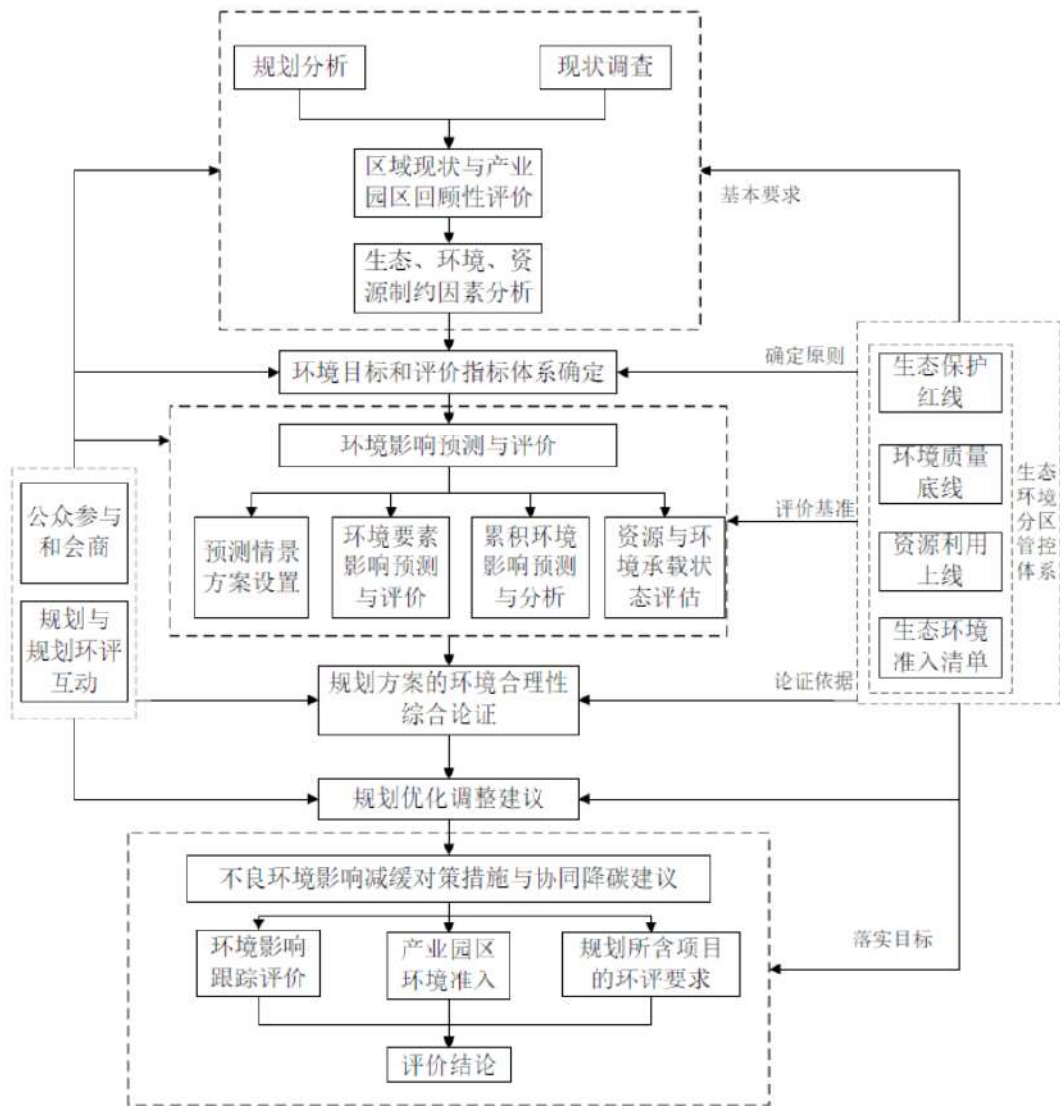 规划分析
现状调查
区域现状与产业
园区回顾性评价
基本要求
生态、环境、资
源制约因素分析
环境目标和评价指标体系确定
确定原则
环境影响预测与评价
预测情景
方案设置
环境要素
影响预测
与评价
累积环境
影响预测
与分析
资源与环
境承载状
态评估
评价基准
公众参与
和会商
规划与
规划环评
互动
生态保护
红线
环境质量
底线
资源利用
上线
生态环境
准入清单
生态
环境
分区
管控
体系
规划方案的环境合理性
综合论证
论证依据
规划优化调整建议
不良环境影响减缓对策措施与协同降碳建议
环境影响
跟踪评价
产业园区
环境准入
规划所含项目
的环评要求
落实目标
评价结论